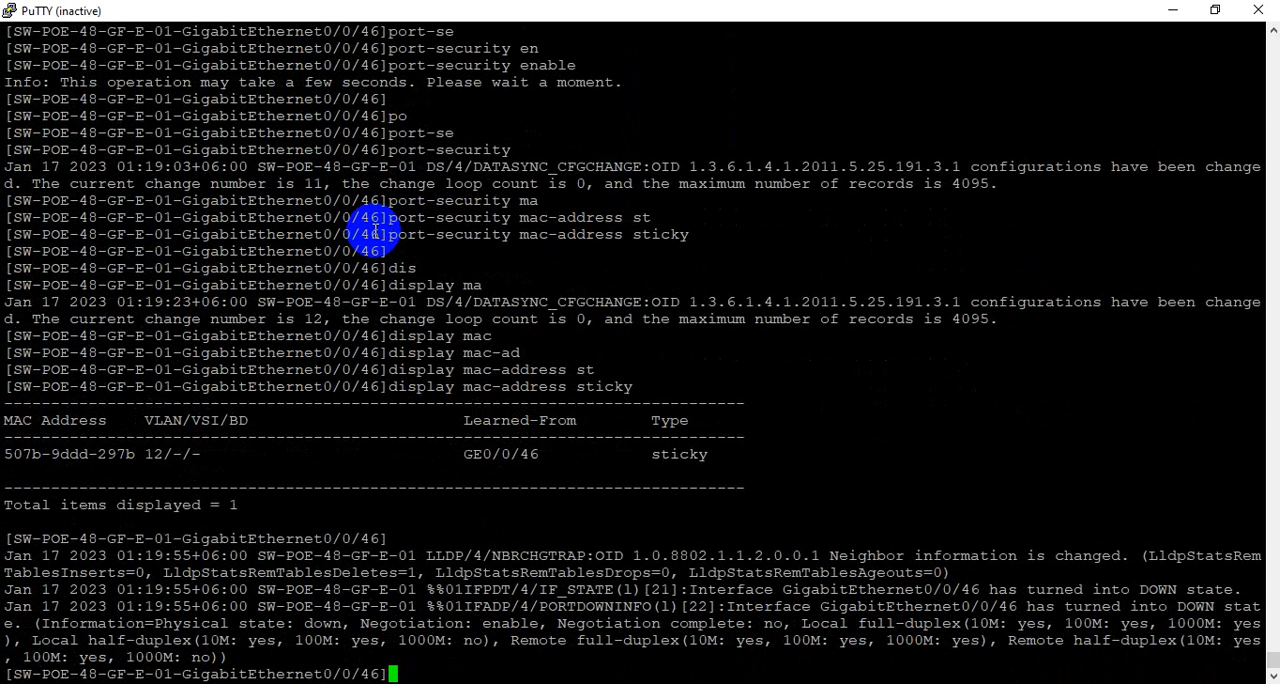 PuTTY (inactive)
[SW-POE-48-GF-E-01-GigabitEthernet0/0/46]port-se
[SW-POE-48-GF-E-01-GigabitEthernet0/0/46]port-security en
[SW-POE-48-GF-E-01-GigabitEthernet0/0/46]port-security enable
Info: This operation may take a few seconds. Please wait a moment.
[SW-POE-48-GF-E-01-GigabitEthernet0/0/46]
[SW-POE-48-GF-E-01-GigabitEthernet0/0/46]po
[SW-POE-48-GF-E-01-GigabitEthernet0/0/46]port-se
[SW-POE-48-GF-E-01-GigabitEthernet0/0/46]port-security
Jan 17 2023 01:19:03+06:00 SW-POE-48-GF-E-01 DS/4/DATASYNC_CFGCHANGE:OID 1.3.6.1.4.1.2011.5.25.191.3.1 configurations have been change
d. The current change number is 11, the change loop count is 0, and the maximum number of records is 4095.
[SW-POE-48-GF-E-01-GigabitEthernet0/0/46]port-security ma
[SW-POE-48-GF-E-01-GigabitEthernet0/0/46]port-security mac-address st
[SW-POE-48-GF-E-01-GigabitEthernet0/0/46]port-security mac-address sticky
[SW-POE-48-GF-E-01-GigabitEthernet0/0/46]
[SW-POE-48-GF-E-01-GigabitEthernet0/0/46]dis
[SW-POE-48-GF-E-01-GigabitEthernet0/0/46]display ma
Jan 17 2023 01:19:23+06:00 SW-POE-48-GF-E-01 DS/4/DATASYNC_CFGCHANGE:OID 1.3.6.1.4.1.2011.5.25.191.3.1 configurations have been change
d. The current change number is 12, the change loop count is 0, and the maximum number of records is 4095.
[SW-POE-48-GF-E-01-GigabitEthernet0/0/46]display mac
[SW-POE-48-GF-E-01-GigabitEthernet0/0/46]display mac-ad
[SW-POE-48-GF-E-01-GigabitEthernet0/0/46]display mac-address st
[SW-POE-48-GF-E-01-GigabitEthernet0/0/46]display mac-address sticky
-------------------------------------------------------------------------------
MAC Address    VLAN/VSI/BD                       Learned-From        Type
-------------------------------------------------------------------------------
507b-9ddd-297b 12/-/-                            GE0/0/46            sticky
-------------------------------------------------------------------------------
Total items displayed = 1
[SW-POE-48-GF-E-01-GigabitEthernet0/0/46]
Jan 17 2023 01:19:55+06:00 SW-POE-48-GF-E-01 LLDP/4/NBRCHGTRAP:OID 1.0.8802.1.1.2.0.0.1 Neighbor information is changed. (LldpStatsRem
TablesInserts=0, LldpStatsRemTablesDeletes=1, LldpStatsRemTablesDrops=0, LldpStatsRemTablesAgeouts=0)
Jan 17 2023 01:19:55+06:00 SW-POE-48-GF-E-01 %%01IFPDT/4/IF_STATE(l)[21]:Interface GigabitEthernet0/0/46 has turned into DOWN state.
Jan 17 2023 01:19:55+06:00 SW-POE-48-GF-E-01 %%01IFADP/4/PORTDOWNINFO(l)[22]:Interface GigabitEthernet0/0/46 has turned into DOWN stat
e. (Information=Physical state: down, Negotiation: enable, Negotiation complete: no, Local full-duplex(10M: yes, 100M: yes, 1000M: yes
), Local half-duplex(10M: yes, 100M: yes, 1000M: no), Remote full-duplex(10M: yes, 100M: yes, 1000M: yes), Remote half-duplex(10M: yes
, 100M: yes, 1000M: no))
[SW-POE-48-GF-E-01-GigabitEthernet0/0/46]